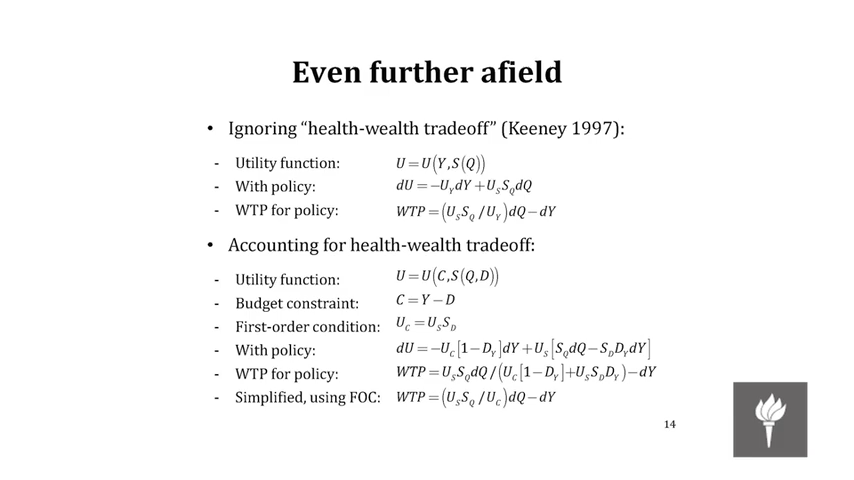 Even further afield
• Ignoring “health-wealth tradeoff” (Keeney 1997):
- Utility function: U = U(Y,S(Q))
- With policy: dU = −U_Y dY + U_S S_Q dQ
- WTP for policy: WTP = (U_S S_Q / U_Y)dQ − dY
• Accounting for health-wealth tradeoff:
- Utility function: U = U(C,S(Q,D))
- Budget constraint: C = Y − D
- First-order condition: U_C = U_S S_D
- With policy: dU = −U_C[1−D_Y]dY + U_S[S_Q dQ − S_D D_Y dY]
- WTP for policy: WTP = U_S S_Q dQ / (U_C[1−D_Y]+U_S S_D D_Y) − dY
- Simplified, using FOC: WTP = (U_S S_Q / U_C)dQ − dY
14